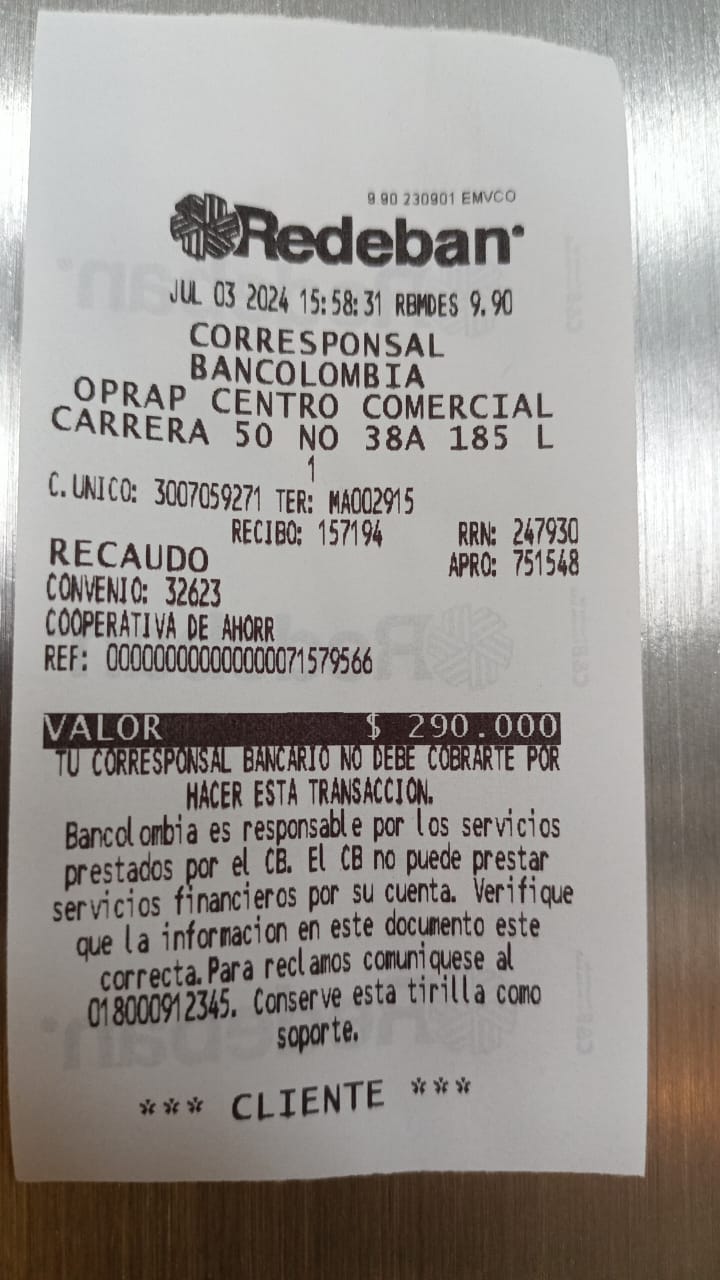 9.90 230901 EMVCO
Redeban
JUL 03 2024 15:58:31 RBMDES 9.90
CORRESPONSAL
BANCOLOMBIA
OPRAP CENTRO COMERCIAL
CARRERA 50 NO 38A 185 L
1
C.UNICO: 3007059271 TER: MA002915
RECIBO: 157194 RRN: 247930
RECAUDO APRO: 751548
CONVENIO: 32623
COOPERATIVA DE AHORR
REF: 0000000000000000071579566
VALOR $ 290.000
TU CORRESPONSAL BANCARIO NO DEBE COBRARTE POR
HACER ESTA TRANSACCION.
Bancolombia es responsable por los servicios
prestados por el CB. El CB no puede prestar
servicios financieros por su cuenta. Verifique
que la informacion en este documento este
correcta.Para reclamos comuniquese al
018000912345. Conserve esta tirilla como
soporte.
*** CLIENTE ***